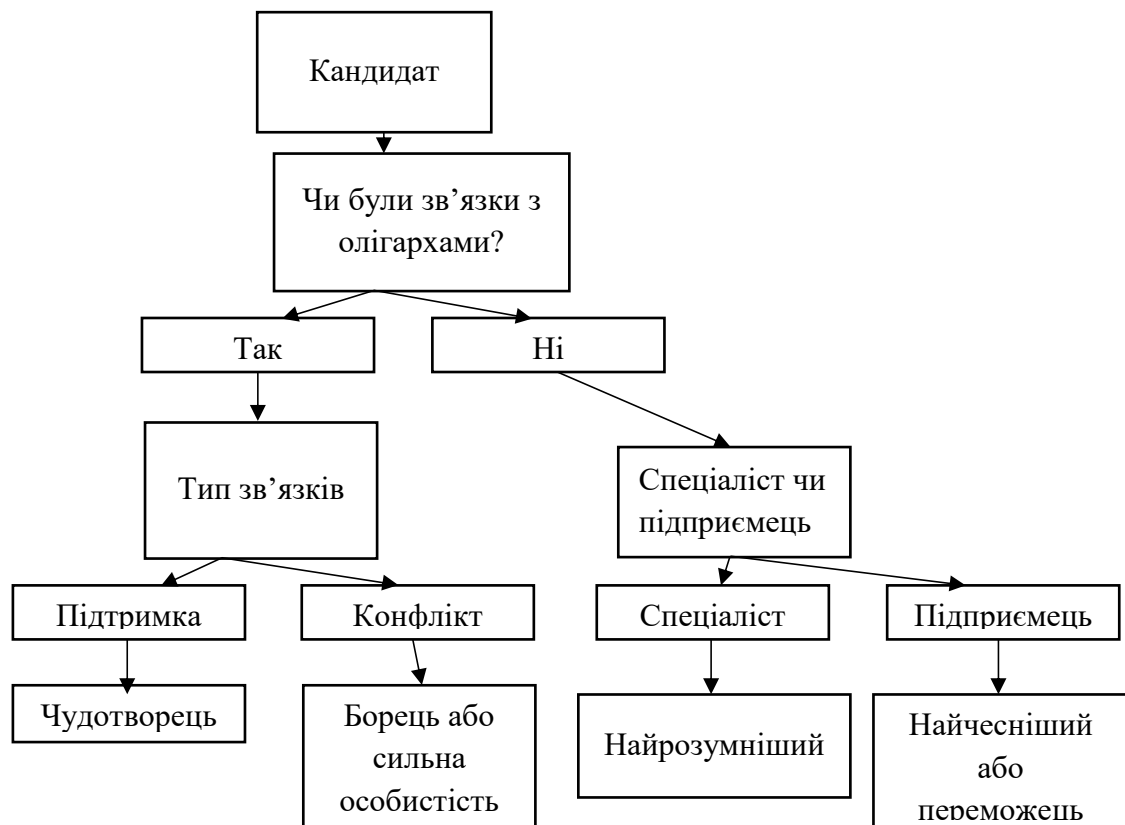 Кандидат
Чи були зв’язки з
олігархами?
Так
Ні
Тип зв’язків
Спеціаліст чи
підприємець
Підтримка
Конфлікт
Спеціаліст
Підприємець
Чудотворець
Борець або
сильна
особистість
Найрозумніший
Найчесніший
або
переможець